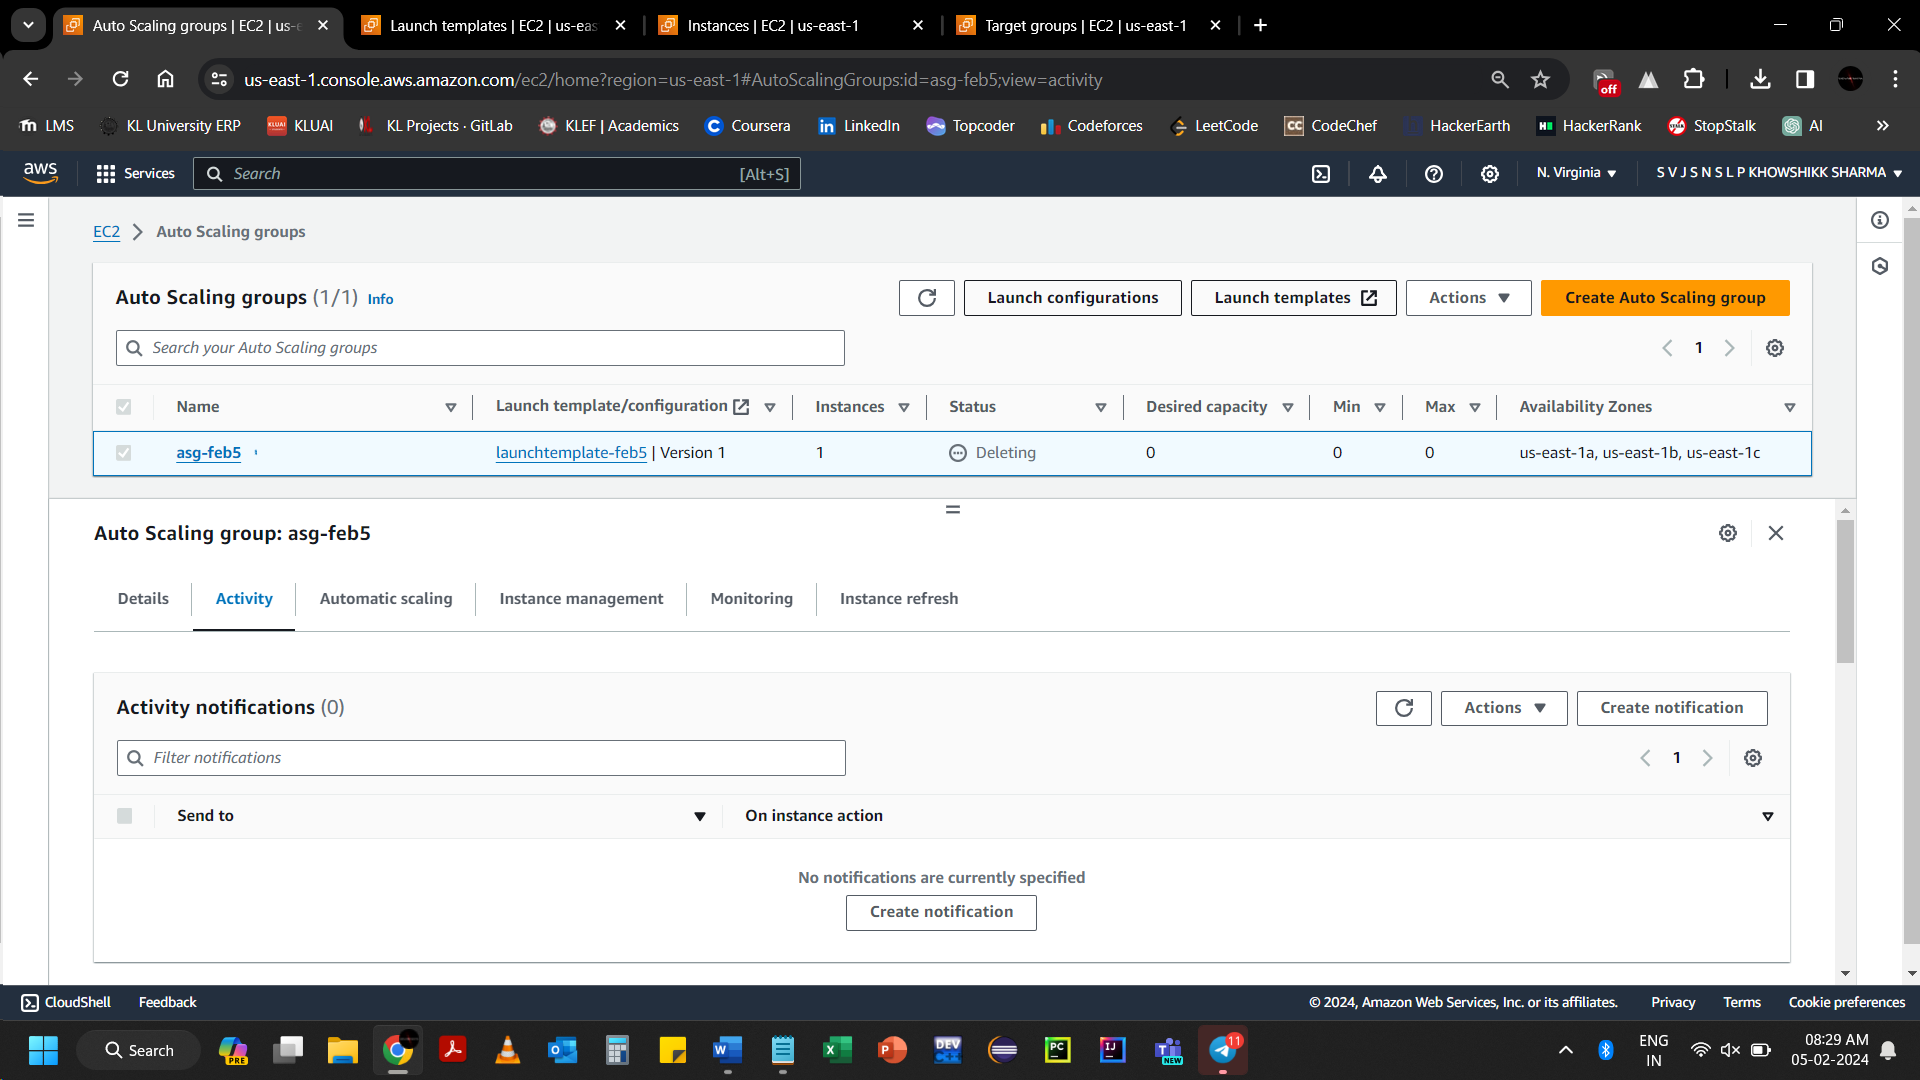 Auto Scaling groups | EC2 | us-e
Launch templates | EC2 | us-eas
Instances | EC2 | us-east-1
Target groups | EC2 | us-east-1
us-east-1.console.aws.amazon.com/ec2/home?region=us-east-1#AutoScalingGroups:id=asg-feb5;view=activity
off
LMS
KL University ERP
KLUAI
KL Projects · GitLab
KLEF | Academics
Coursera
LinkedIn
Topcoder
Codeforces
LeetCode
CodeChef
HackerEarth
HackerRank
StopStalk
AI
aws
Services
Search
[Alt+S]
N. Virginia
S V J S N S L P KHOWSHIKK SHARMA
EC2
Auto Scaling groups
Auto Scaling groups (1/1) Info
Launch configurations
Launch templates
Actions
Create Auto Scaling group
Search your Auto Scaling groups
1
Name
Launch template/configuration
Instances
Status
Desired capacity
Min
Max
Availability Zones
asg-feb5
launchtemplate-feb5 | Version 1
1
Deleting
0
0
0
us-east-1a, us-east-1b, us-east-1c
Auto Scaling group: asg-feb5
Details
Activity
Automatic scaling
Instance management
Monitoring
Instance refresh
Activity notifications (0)
Actions
Create notification
Filter notifications
1
Send to
On instance action
No notifications are currently specified
Create notification
CloudShell
Feedback
© 2024, Amazon Web Services, Inc. or its affiliates.
Privacy
Terms
Cookie preferences
Search
PRE
DEV
C++
PC
IJ
NEW
11
ENG
IN
08:29 AM
05-02-2024